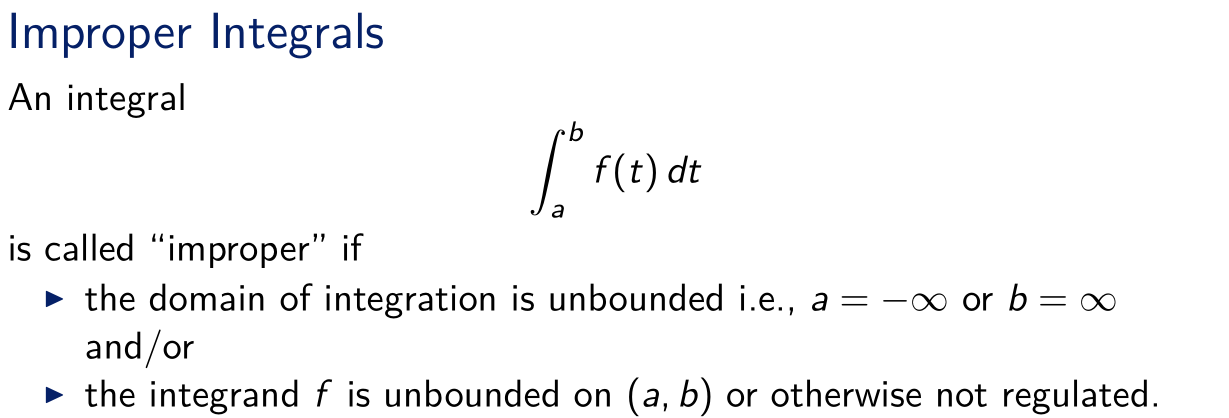 Improper Integrals
An integral
∫_a^b f(t) dt
is called “improper” if
▶ the domain of integration is unbounded i.e., a = −∞ or b = ∞
and/or
▶ the integrand f is unbounded on (a, b) or otherwise not regulated.